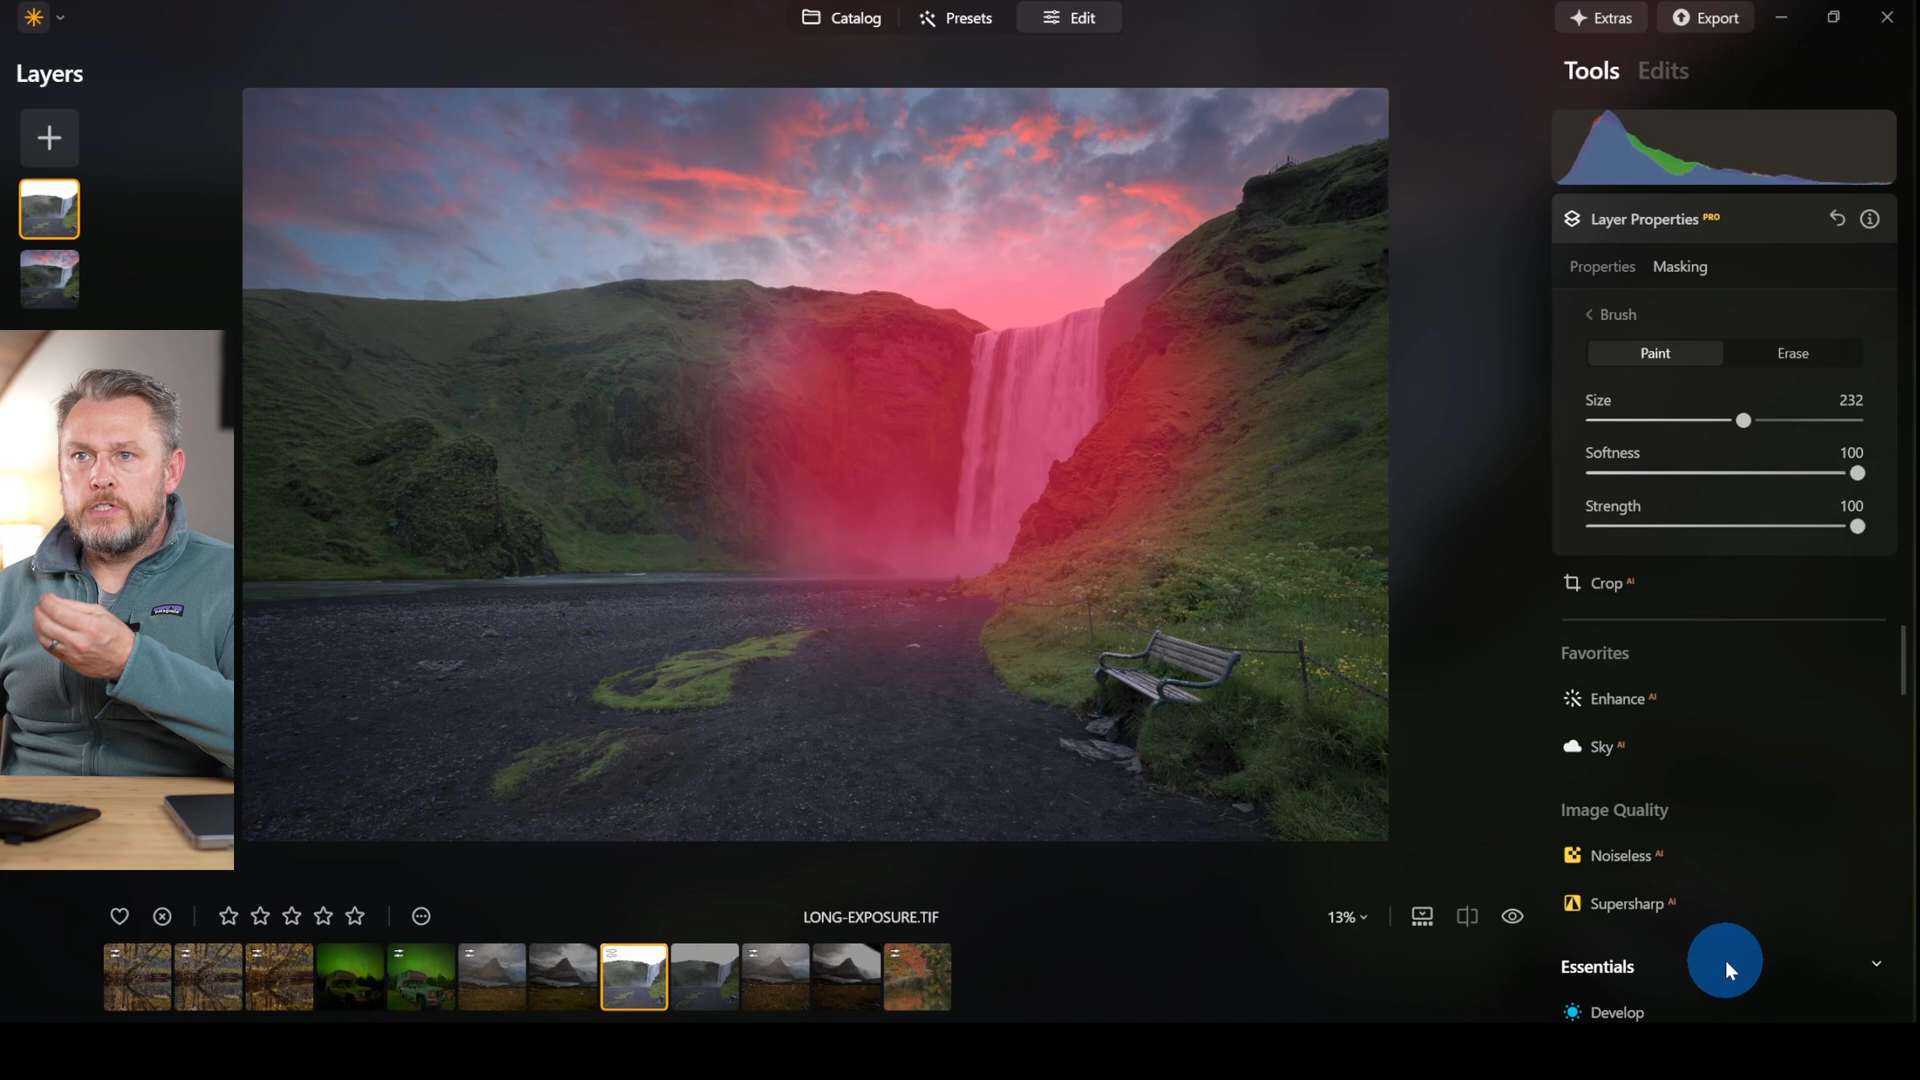 Catalog
Presets
Edit
Extras
Export
Layers
Tools Edits
Layer Properties PRO
Properties Masking
Brush
Paint Erase
Size 232
Softness 100
Strength 100
Crop AI
Favorites
Enhance AI
Sky AI
Image Quality
Noiseless AI
Supersharp AI
LONG-EXPOSURE.TIF
13%
Essentials
Develop